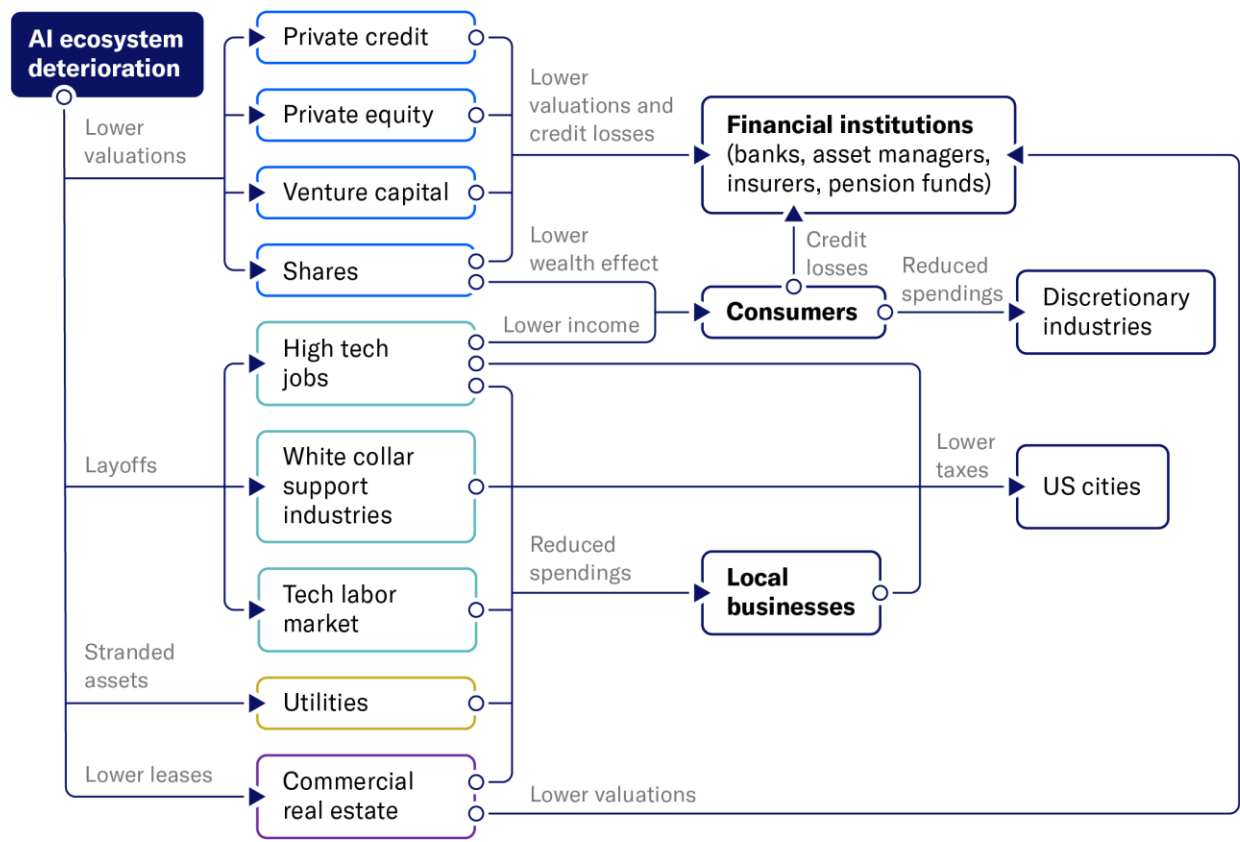 AI ecosystem
deterioration
Lower
valuations
Private credit
Private equity
Venture capital
Shares
Lower
valuations and
credit losses
Financial institutions
(banks, asset managers,
insurers, pension funds)
Lower
wealth effect
Credit
losses
Reduced
spendings
Consumers
Discretionary
industries
Lower income
High tech
jobs
Layoffs
White collar
support
industries
Lower
taxes
US cities
Tech labor
market
Reduced
spendings
Local
businesses
Stranded
assets
Utilities
Lower leases
Commercial
real estate
Lower valuations